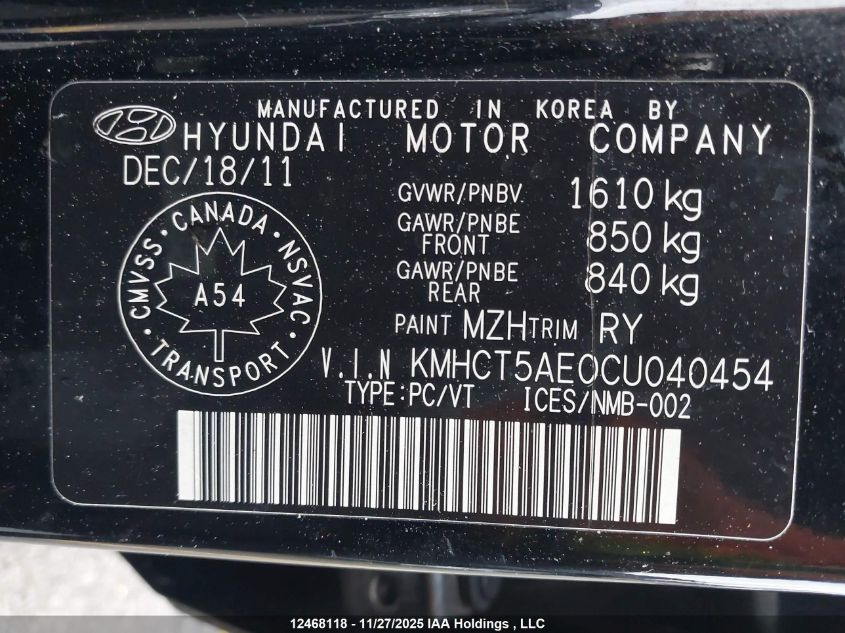 MANUFACTURED IN KOREA BY
HYUNDAI MOTOR COMPANY
DEC/18/11
GVWR/PNBV 1610 kg
GAWR/PNBE FRONT 850 kg
GAWR/PNBE REAR 840 kg
CMVSS • CANADA • NSVAC • TRANSPORT •
A54
PAINT MZH TRIM RY
V.I.N KMHCT5AE0CU040454
TYPE:PC/VT ICES/NMB-002
12468118 - 11/27/2025 IAA Holdings , LLC